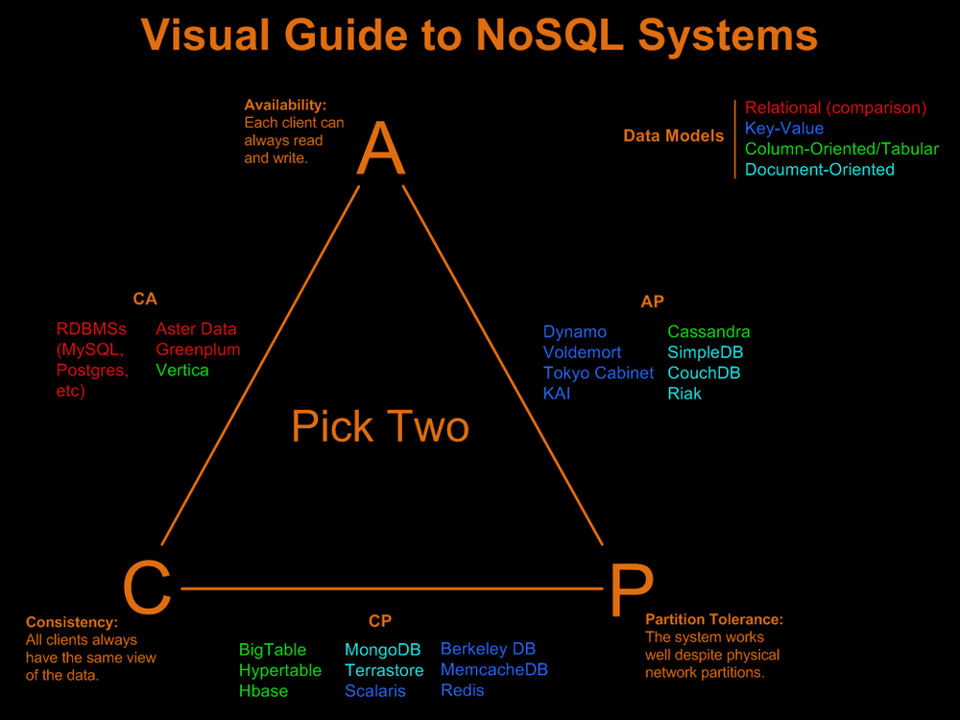 Visual Guide to NoSQL Systems
Availability:
Each client can
always read
and write.
A
Data Models
Relational (comparison)
Key-Value
Column-Oriented/Tabular
Document-Oriented
CA
RDBMSs
(MySQL,
Postgres,
etc)
Aster Data
Greenplum
Vertica
AP
Dynamo
Voldemort
Tokyo Cabinet
KAI
Cassandra
SimpleDB
CouchDB
Riak
Pick Two
C
Consistency:
All clients always
have the same view
of the data.
CP
BigTable
Hypertable
Hbase
MongoDB
Terrastore
Scalaris
Berkeley DB
MemcacheDB
Redis
P
Partition Tolerance:
The system works
well despite physical
network partitions.